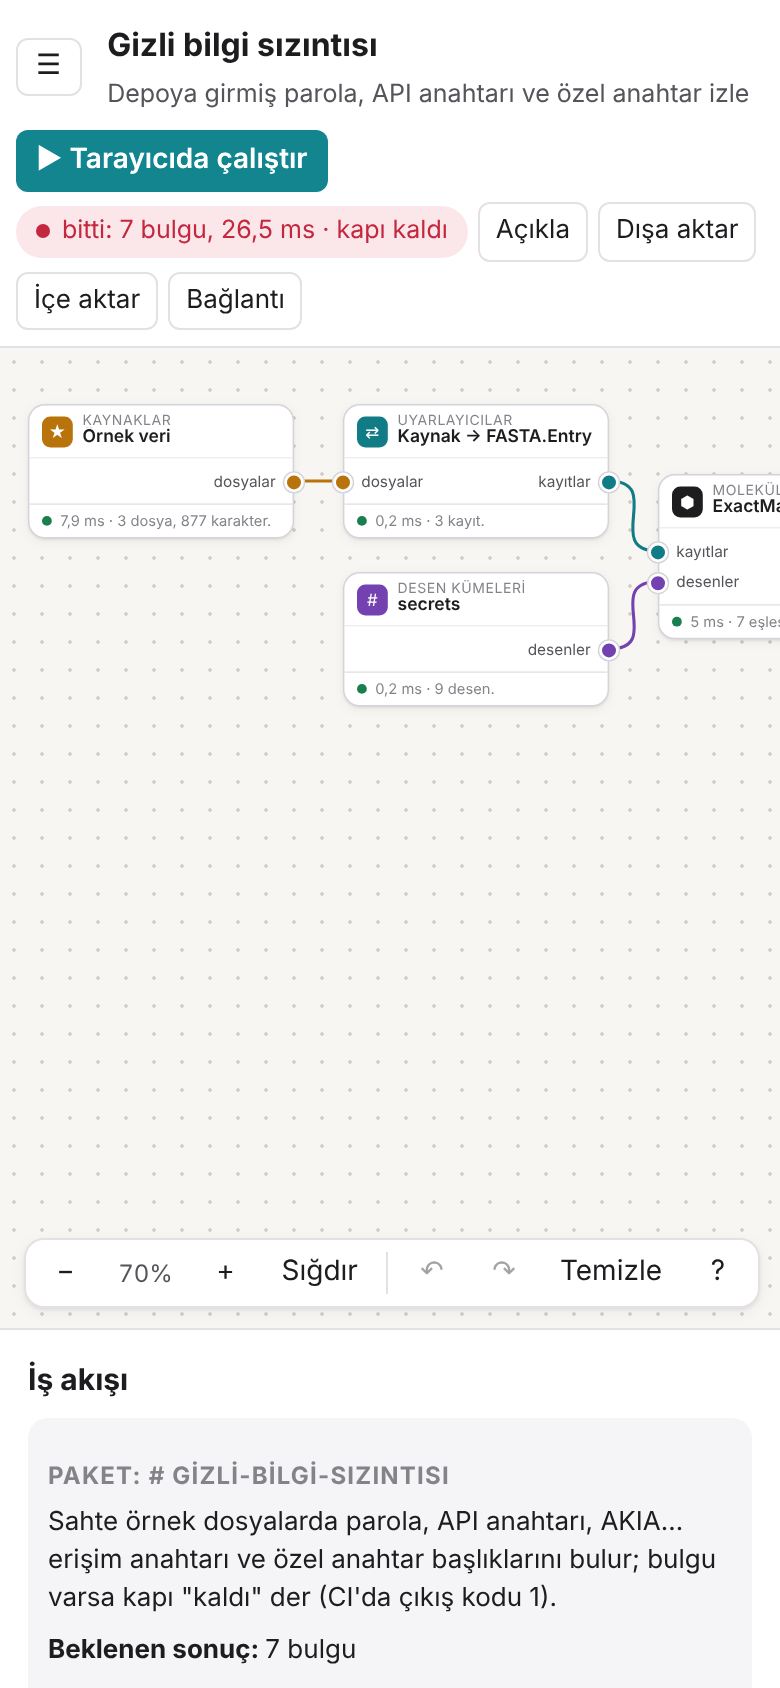 ☰
Gizli bilgi sızıntısı
Depoya girmiş parola, API anahtarı ve özel anahtar izle
▶ Tarayıcıda çalıştır
bitti: 7 bulgu, 26,5 ms · kapı kaldı
Açıkla
Dışa aktar
İçe aktar
Bağlantı
KAYNAKLAR
Örnek veri
dosyalar
7,9 ms · 3 dosya, 877 karakter.
UYARLAYICILAR
Kaynak → FASTA.Entry
dosyalar
kayıtlar
0,2 ms · 3 kayıt.
DESEN KÜMELERİ
# secrets
desenler
0,2 ms · 9 desen.
MOLEKÜL
ExactMa
kayıtlar
desenler
5 ms · 7 eşleş
− 70% + Sığdır ↶ ↷ Temizle ?
İş akışı
PAKET: # GİZLİ-BİLGİ-SIZINTISI
Sahte örnek dosyalarda parola, API anahtarı, AKIA…
erişim anahtarı ve özel anahtar başlıklarını bulur; bulgu
varsa kapı "kaldı" der (CI'da çıkış kodu 1).
Beklenen sonuç: 7 bulgu